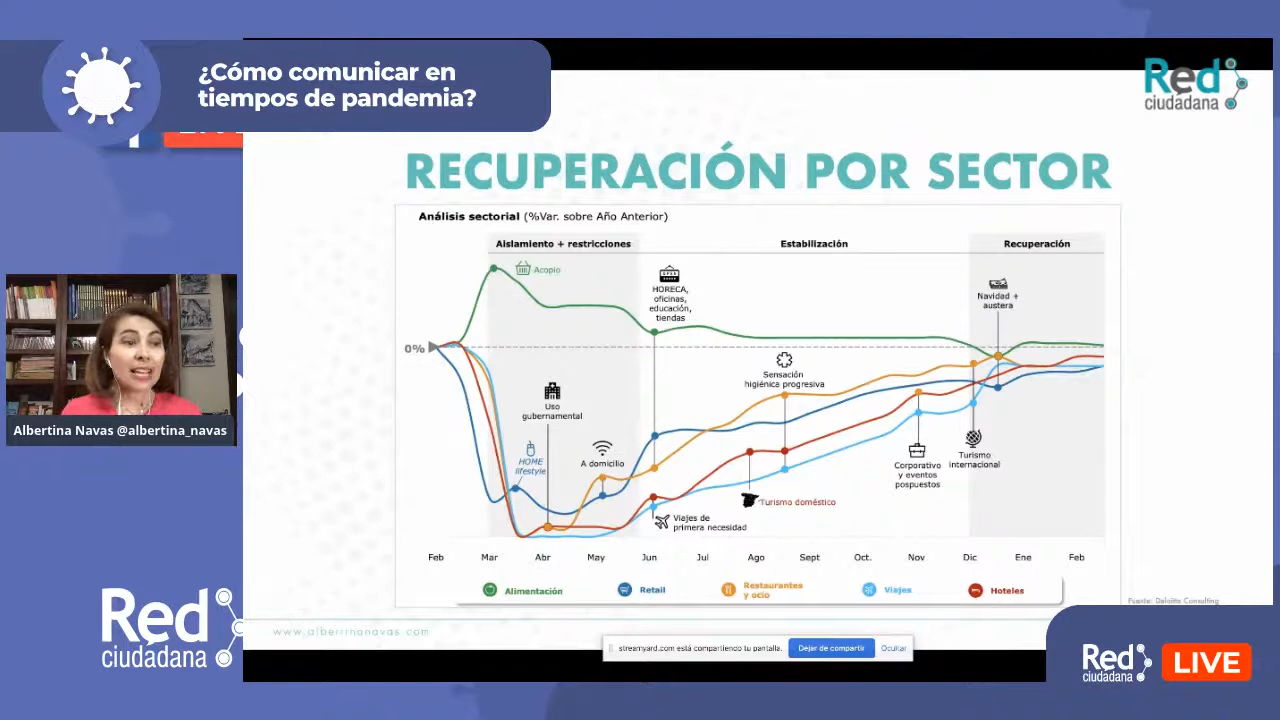 ¿Cómo comunicar en
tiempos de pandemia?
Red
ciudadana
RECUPERACIÓN POR SECTOR
Análisis sectorial (%Var. sobre Año Anterior)
Aislamiento + restricciones
Estabilización
Recuperación
Acopio
HORECA,
oficinas,
educación,
tiendas
Navidad +
austera
0%
Sensación
higiénica progresiva
Uso
gubernamental
HOME
lifestyle
A domicilio
Corporativo
y eventos
pospuestos
Turismo
internacional
Turismo doméstico
Viajes de
primera necesidad
Feb Mar Abr May Jun Jul Ago Sept Oct. Nov Dic Ene Feb
Alimentación
Retail
Restaurantes
y ocio
Viajes
Hoteles
Fuente: Deloitte Consulting
Albertina Navas @albertina_navas
www.albertinanavas.com
streamyard.com está compartiendo tu pantalla.
Dejar de compartir
Ocultar
Red
ciudadana
Red
ciudadana
LIVE